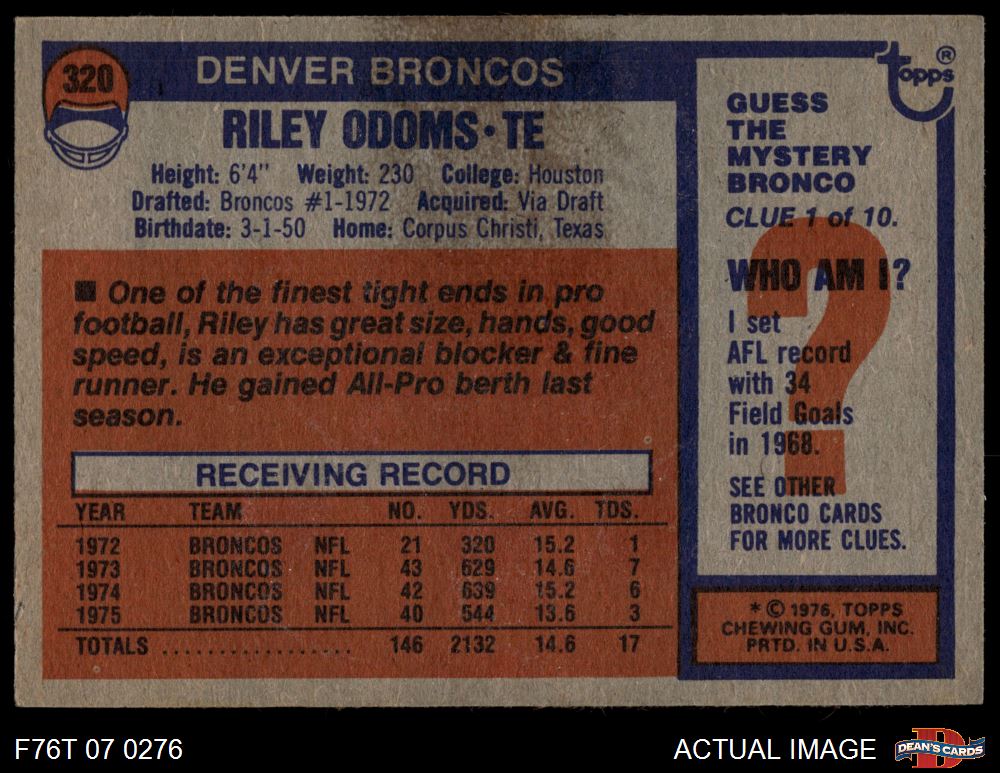 320
DENVER BRONCOS
RILEY ODOMS • TE
Height: 6'4" Weight: 230 College: Houston
Drafted: Broncos #1-1972 Acquired: Via Draft
Birthdate: 3-1-50 Home: Corpus Christi, Texas
■ One of the finest tight ends in pro
football, Riley has great size, hands, good
speed, is an exceptional blocker & fine
runner. He gained All-Pro berth last
season.
RECEIVING RECORD
YEAR TEAM NO. YDS. AVG. TDS.
1972 BRONCOS NFL 21 320 15.2 1
1973 BRONCOS NFL 43 629 14.6 7
1974 BRONCOS NFL 42 639 15.2 6
1975 BRONCOS NFL 40 544 13.6 3
TOTALS .................. 146 2132 14.6 17
topps ®
GUESS
THE
MYSTERY
BRONCO
CLUE 1 of 10.
?
WHO AM I?
I set
AFL record
with 34
Field Goals
in 1968.
SEE OTHER
BRONCO CARDS
FOR MORE CLUES.
* © 1976, TOPPS
CHEWING GUM, INC.
PRTD. IN U.S.A.
F76T 07 0276
ACTUAL IMAGE
D
DEAN'S CARDS